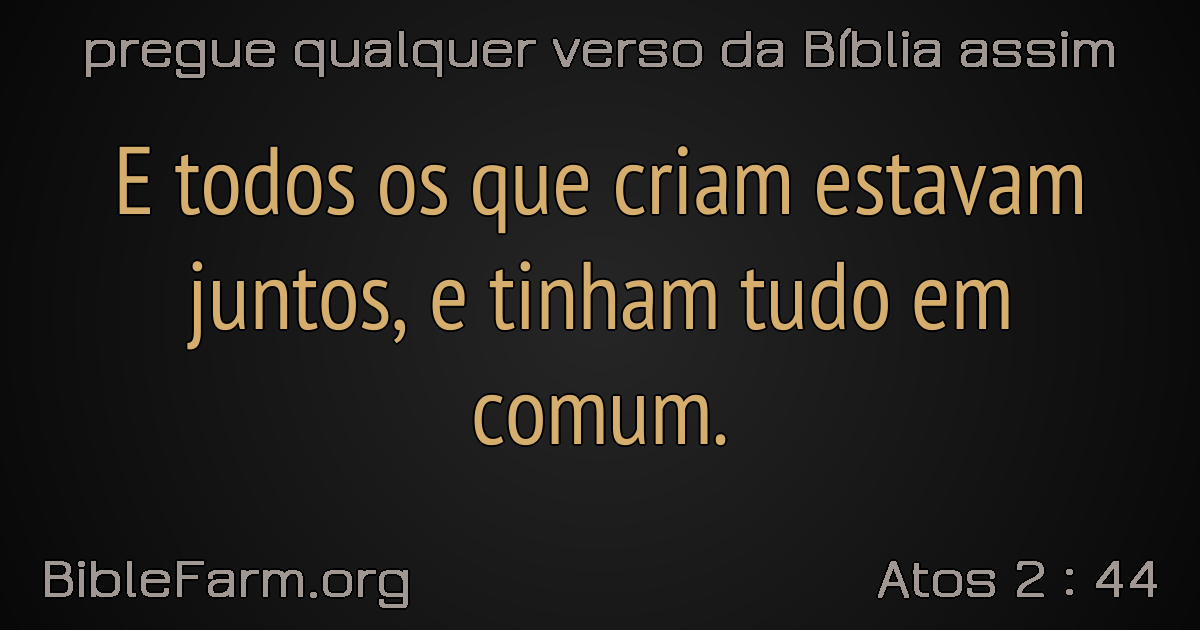 pregue qualquer verso da Bíblia assim
E todos os que criam estavam
juntos, e tinham tudo em
comum.
BibleFarm.org
Atos 2 : 44